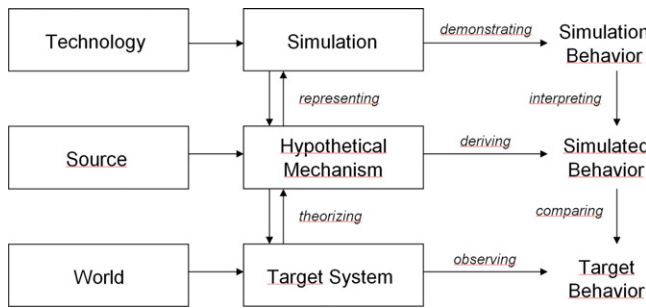 Technology
Simulation
demonstrating
Simulation
Behavior
representing
interpreting
Source
Hypothetical
Mechanism
deriving
Simulated
Behavior
theorizing
comparing
World
Target System
observing
Target
Behavior